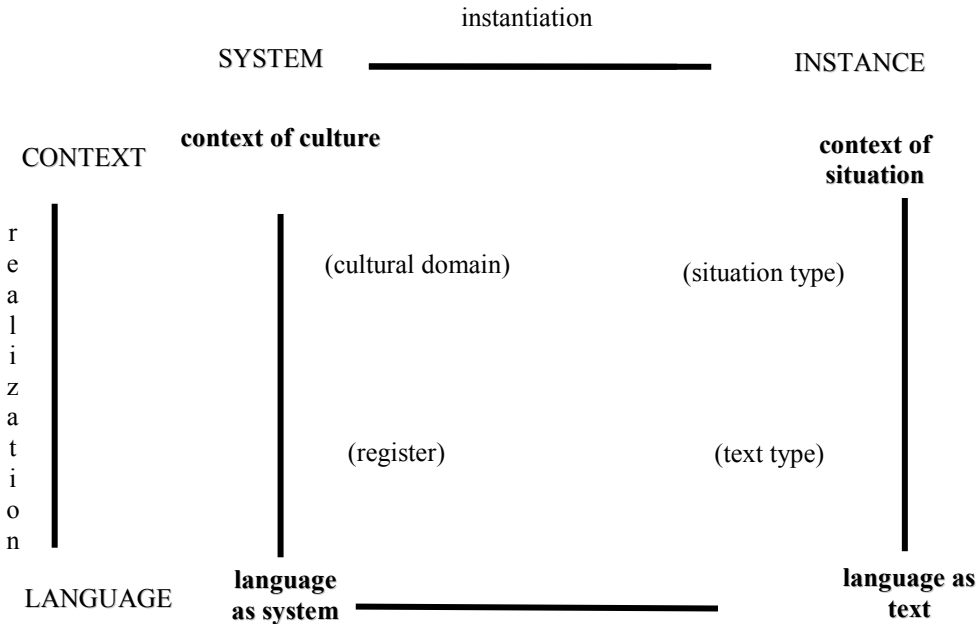 instantiation
SYSTEM INSTANCE
context of culture
CONTEXT
context of
situation
realization
(cultural domain) (situation type)
(register) (text type)
LANGUAGE
language
as system
language as
text